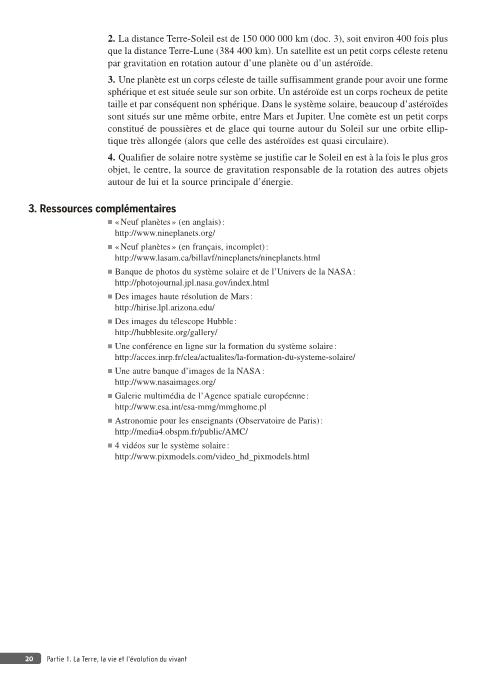 2. La distance Terre-Soleil est de 150 000 000 km (doc. 3), soit environ 400 fois plus
que la distance Terre-Lune (384 400 km). Un satellite est un petit corps céleste retenu
par gravitation en rotation autour d’une planète ou d’un astéroïde.
3. Une planète est un corps céleste de taille suffisamment grande pour avoir une forme
sphérique et est située seule sur son orbite. Un astéroïde est un corps rocheux de petite
taille et par conséquent non sphérique. Dans le système solaire, beaucoup d’astéroïdes
sont situés sur une même orbite, entre Mars et Jupiter. Une comète est un petit corps
constitué de poussières et de glace qui tourne autour du Soleil sur une orbite ellip-
tique très allongée (alors que celle des astéroïdes est quasi circulaire).
4. Qualifier de solaire notre système se justifie car le Soleil en est à la fois le plus gros
objet, le centre, la source de gravitation responsable de la rotation des autres objets
autour de lui et la source principale d’énergie.
3. Ressources complémentaires
■ « Neuf planètes » (en anglais) :
http://www.nineplanets.org/
■ « Neuf planètes » (en français, incomplet) :
http://www.lasam.ca/billavf/nineplanets/nineplanets.html
■ Banque de photos du système solaire et de l’Univers de la NASA :
http://photojournal.jpl.nasa.gov/index.html
■ Des images haute résolution de Mars :
http://hirise.lpl.arizona.edu/
■ Des images du télescope Hubble :
http://hubblesite.org/gallery/
■ Une conférence en ligne sur la formation du système solaire :
http://acces.inrp.fr/clea/actualites/la-formation-du-systeme-solaire/
■ Une autre banque d’images de la NASA :
http://www.nasaimages.org/
■ Galerie multimédia de l’Agence spatiale européenne :
http://www.esa.int/esa-mmg/mmghome.pl
■ Astronomie pour les enseignants (Observatoire de Paris) :
http://media4.obspm.fr/public/AMC/
■ 4 vidéos sur le système solaire :
http://www.pixmodels.com/video_hd_pixmodels.html
20 Partie 1. La Terre, la vie et l’évolution du vivant